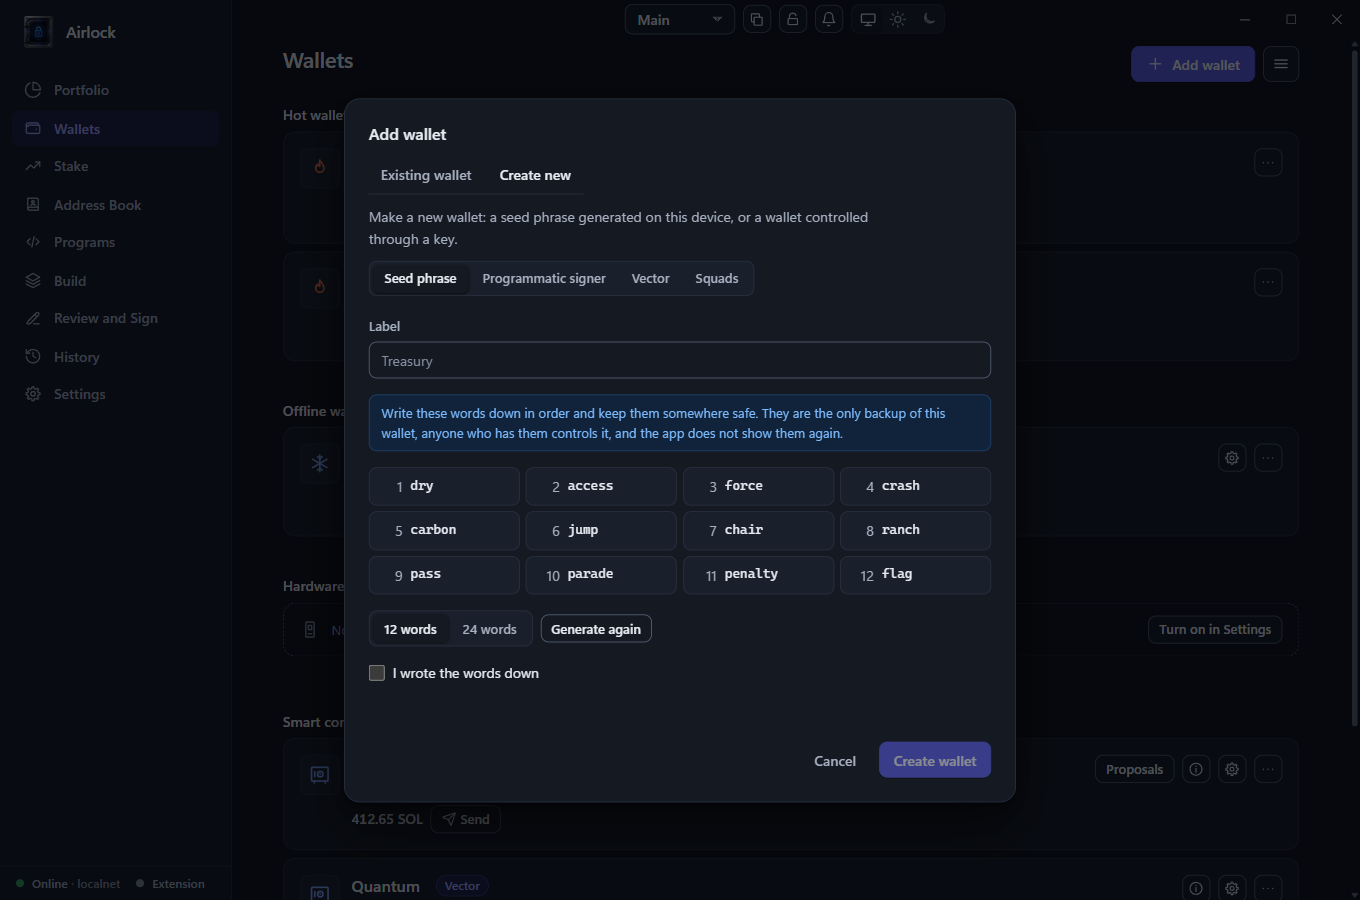 Airlock
Main
Portfolio
Wallets
Stake
Address Book
Programs
Build
Review and Sign
History
Settings
Online · localnet
Extension
Wallets
Add wallet
Hot walle
Offline wa
Hardware
No
Turn on in Settings
Smart con
Proposals
412.65 SOL
Send
Quantum
Vector
Add wallet
Existing wallet
Create new
Make a new wallet: a seed phrase generated on this device, or a wallet controlled
through a key.
Seed phrase
Programmatic signer
Vector
Squads
Label
Treasury
Write these words down in order and keep them somewhere safe. They are the only backup of this
wallet, anyone who has them controls it, and the app does not show them again.
1 dry
2 access
3 force
4 crash
5 carbon
6 jump
7 chair
8 ranch
9 pass
10 parade
11 penalty
12 flag
12 words
24 words
Generate again
I wrote the words down
Cancel
Create wallet